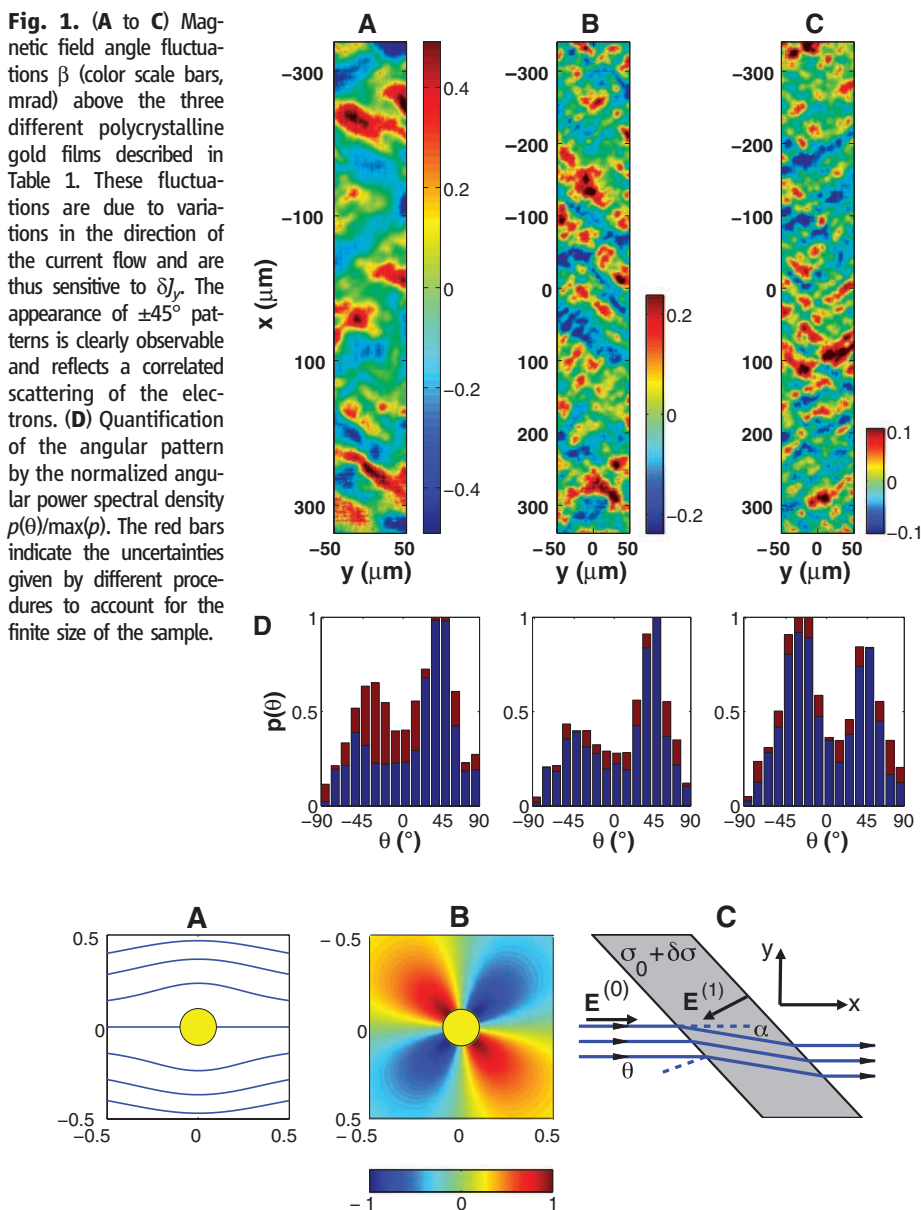 Fig. 1. (A to C) Mag-
netic field angle fluctua-
tions β (color scale bars,
mrad) above the three
different polycrystalline
gold films described in
Table 1. These fluctua-
tions are due to varia-
tions in the direction of
the current flow and are
thus sensitive to δJy. The
appearance of ±45° pat-
terns is clearly observable
and reflects a correlated
scattering of the elec-
trons. (D) Quantification
of the angular pattern
by the normalized angu-
lar power spectral density
p(θ)/max(p). The red bars
indicate the uncertainties
given by different proce-
dures to account for the
finite size of the sample.
A
-300
-100
100
300
x (μm)
-50 50
y (μm)
0.4
0.2
0
-0.2
-0.4
B
-300
-200
-100
0
100
200
300
-50 0 50
y (μm)
0.2
0
-0.2
C
-300
-200
-100
0
100
200
300
-50 0 50
y (μm)
0.1
0
-0.1
D
p(θ)
1
0.5
0
-90 -45 0 45 90
θ (°)
1
0.5
0
-90 -45 0 45 90
θ (°)
1
0.5
0
-90 -45 0 45 90
θ (°)
A
0.5
0
-0.5
-0.5 0 0.5
B
-0.5
0
0.5
-0.5 0 0.5
-1 0 1
C
σ0 + δσ
E(0)
E(1)
α
θ
y
x